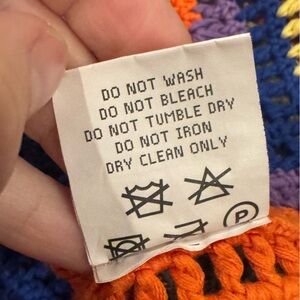 DO NOT WASH
DO NOT BLEACH
DO NOT TUMBLE DRY
DO NOT IRON
DRY CLEAN ONLY
P